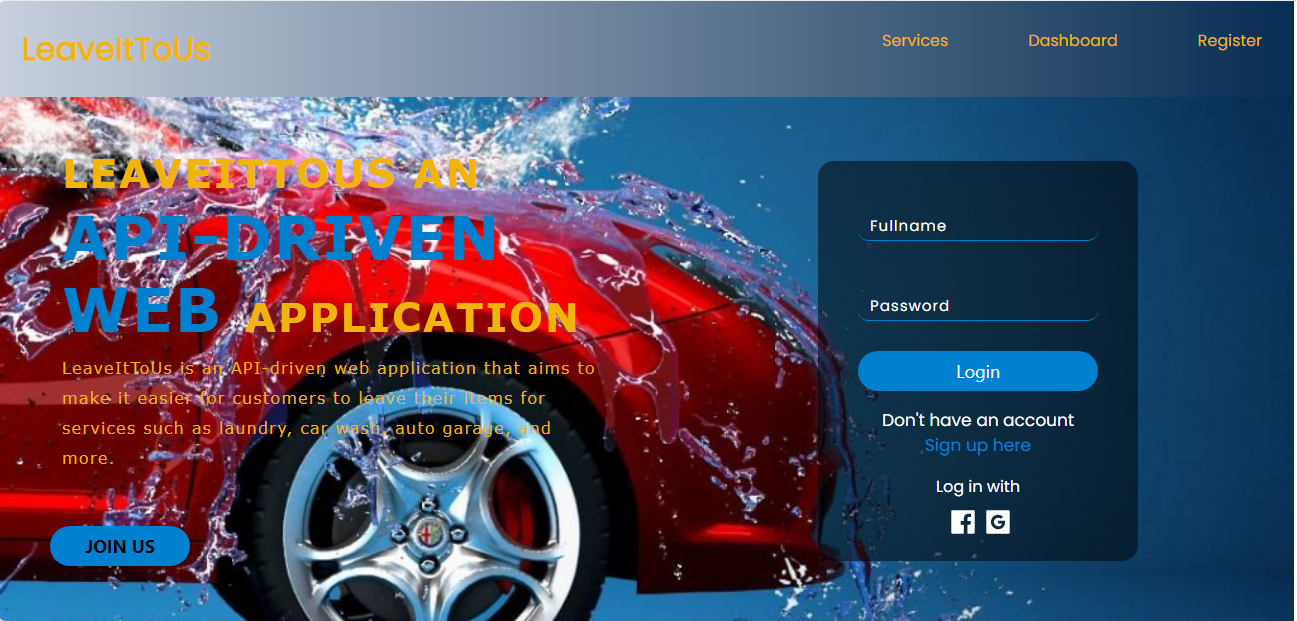 LeaveItToUs
Services
Dashboard
Register
LEAVEITTOUS AN
API-DRIVEN
WEB APPLICATION
LeaveItToUs is an API-driven web application that aims to
make it easier for customers to leave their items for
services such as laundry, car wash, auto garage, and
more.
JOIN US
Fullname
Password
Login
Don't have an account
Sign up here
Log in with